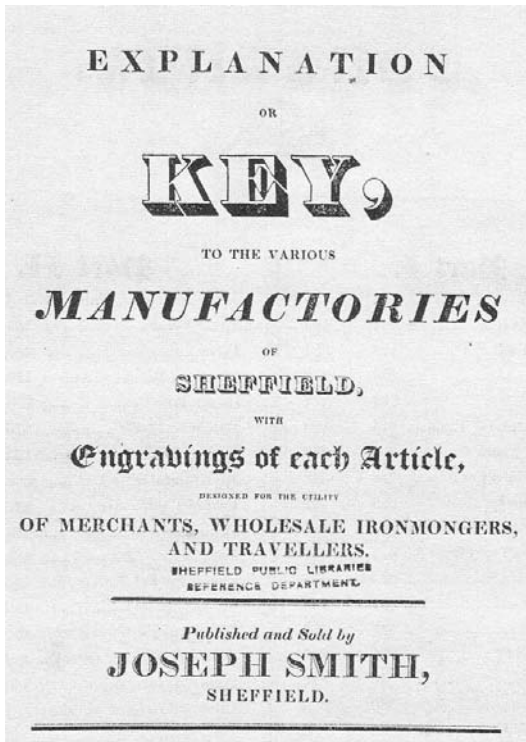 EXPLANATION
OR
KEY,
TO THE VARIOUS
MANUFACTORIES
OF
SHEFFIELD,
WITH
Engravings of each Article,
DESIGNED FOR THE UTILITY
OF MERCHANTS, WHOLESALE IRONMONGERS,
AND TRAVELLERS.
SHEFFIELD PUBLIC LIBRARIES
REFERENCE DEPARTMENT.
Published and Sold by
JOSEPH SMITH,
SHEFFIELD.